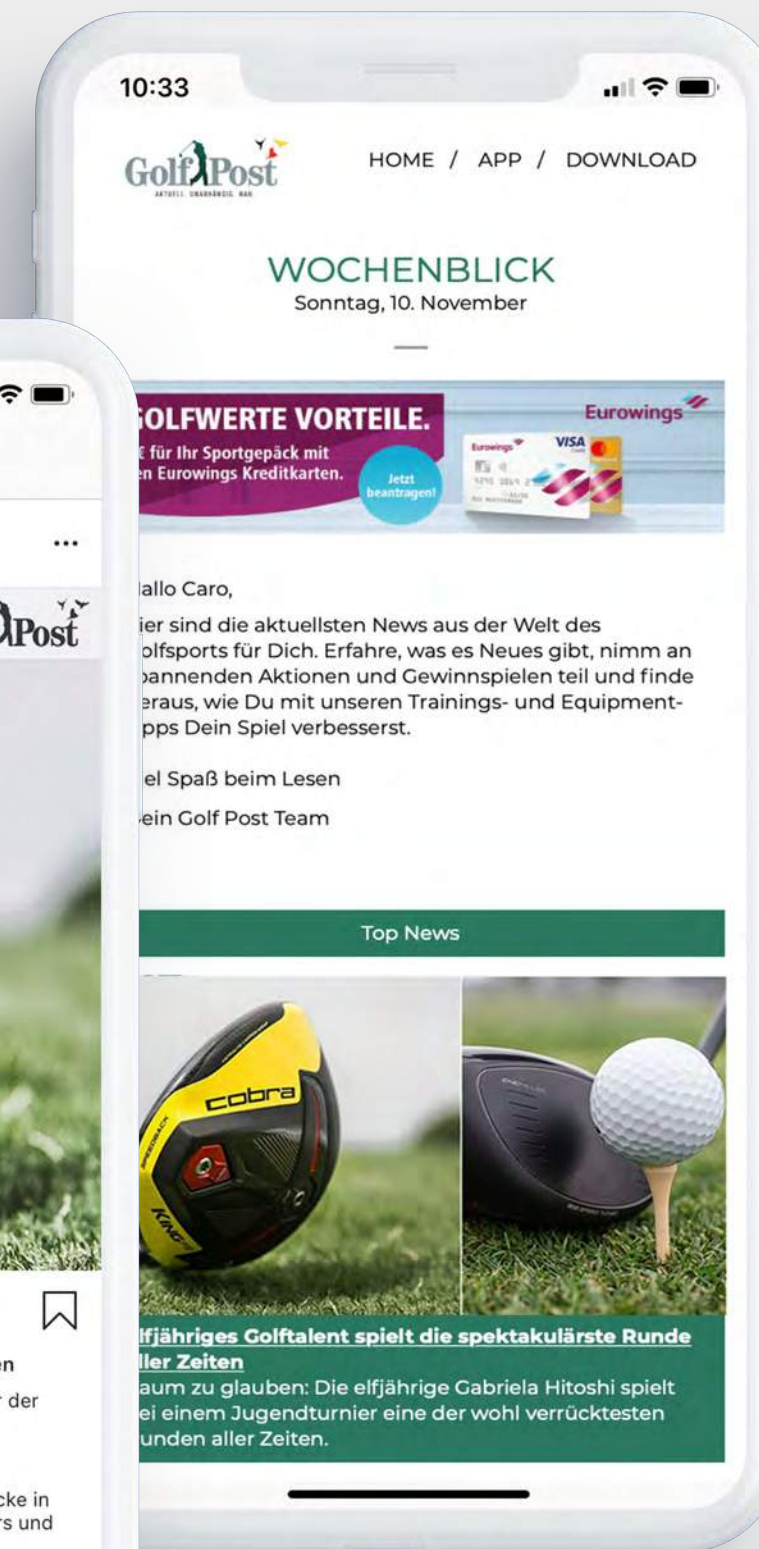 10:33
Golf Post
AKTUELL. UNABHÄNGIG. NAH.
HOME / APP / DOWNLOAD
WOCHENBLICK
Sonntag, 10. November
OLFWERTE VORTEILE.
€ für Ihr Sportgepäck mit
en Eurowings Kreditkarten.
Jetzt
beantragen!
Eurowings
Eurowings
VISA
allo Caro,
ier sind die aktuellsten News aus der Welt des
olfsports für Dich. Erfahre, was es Neues gibt, nimm an
pannenden Aktionen und Gewinnspielen teil und finde
eraus, wie Du mit unseren Trainings- und Equipment-
pps Dein Spiel verbesserst.
el Spaß beim Lesen
ein Golf Post Team
Top News
cobra
SPEEDBACK
KING F9
lfjähriges Golftalent spielt die spektakulärste Runde
ller Zeiten
aum zu glauben: Die elfjährige Gabriela Hitoshi spielt
ei einem Jugendturnier eine der wohl verrücktesten
unden aller Zeiten.
...
Post
en
der
cke in
rs und